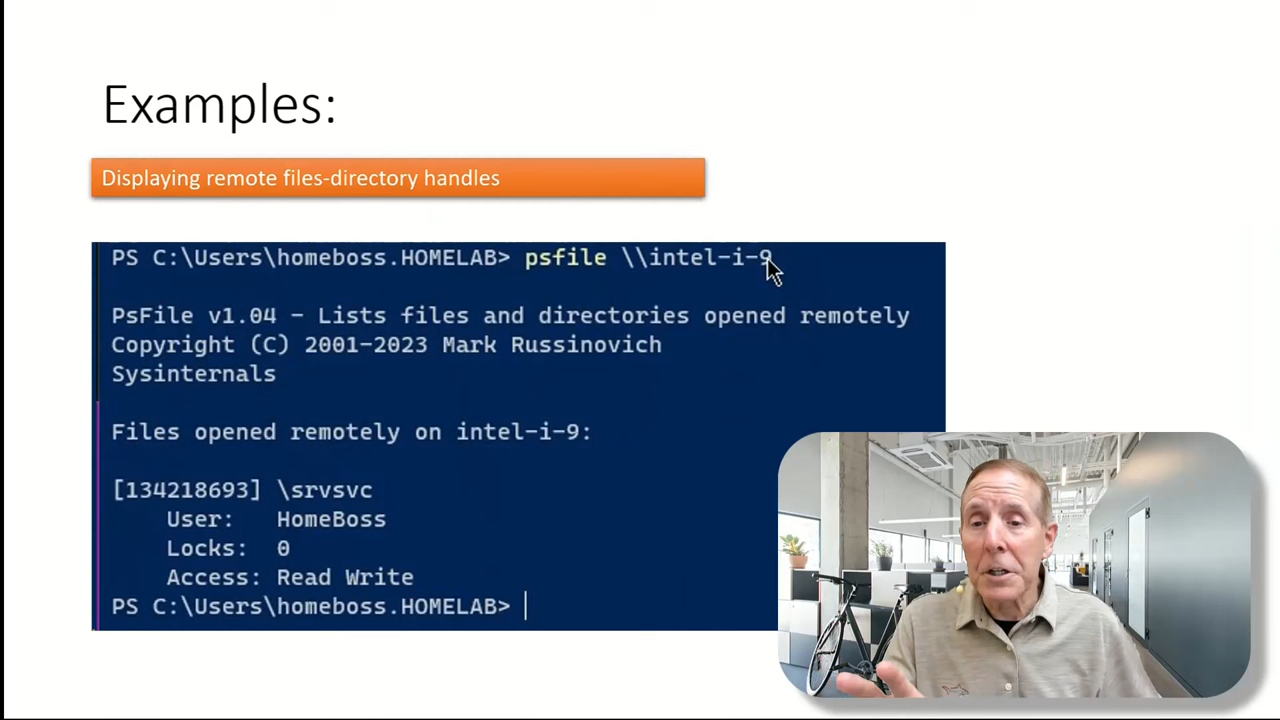 Examples:
Displaying remote files-directory handles
PS C:\Users\homeboss.HOMELAB> psfile \\intel-i-9
PsFile v1.04 - Lists files and directories opened remotely
Copyright (C) 2001-2023 Mark Russinovich
Sysinternals
Files opened remotely on intel-i-9:
[134218693] \srvsvc
User: HomeBoss
Locks: 0
Access: Read Write
PS C:\Users\homeboss.HOMELAB>